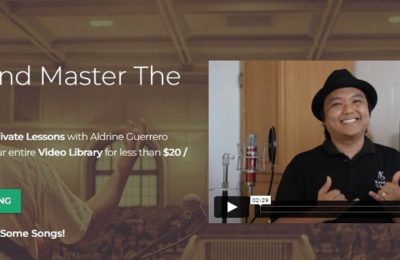 nd Master The
ivate Lessons with Aldrine Guerrero
ur entire Video Library for less than $20 /
NG
Some Songs!
02:29